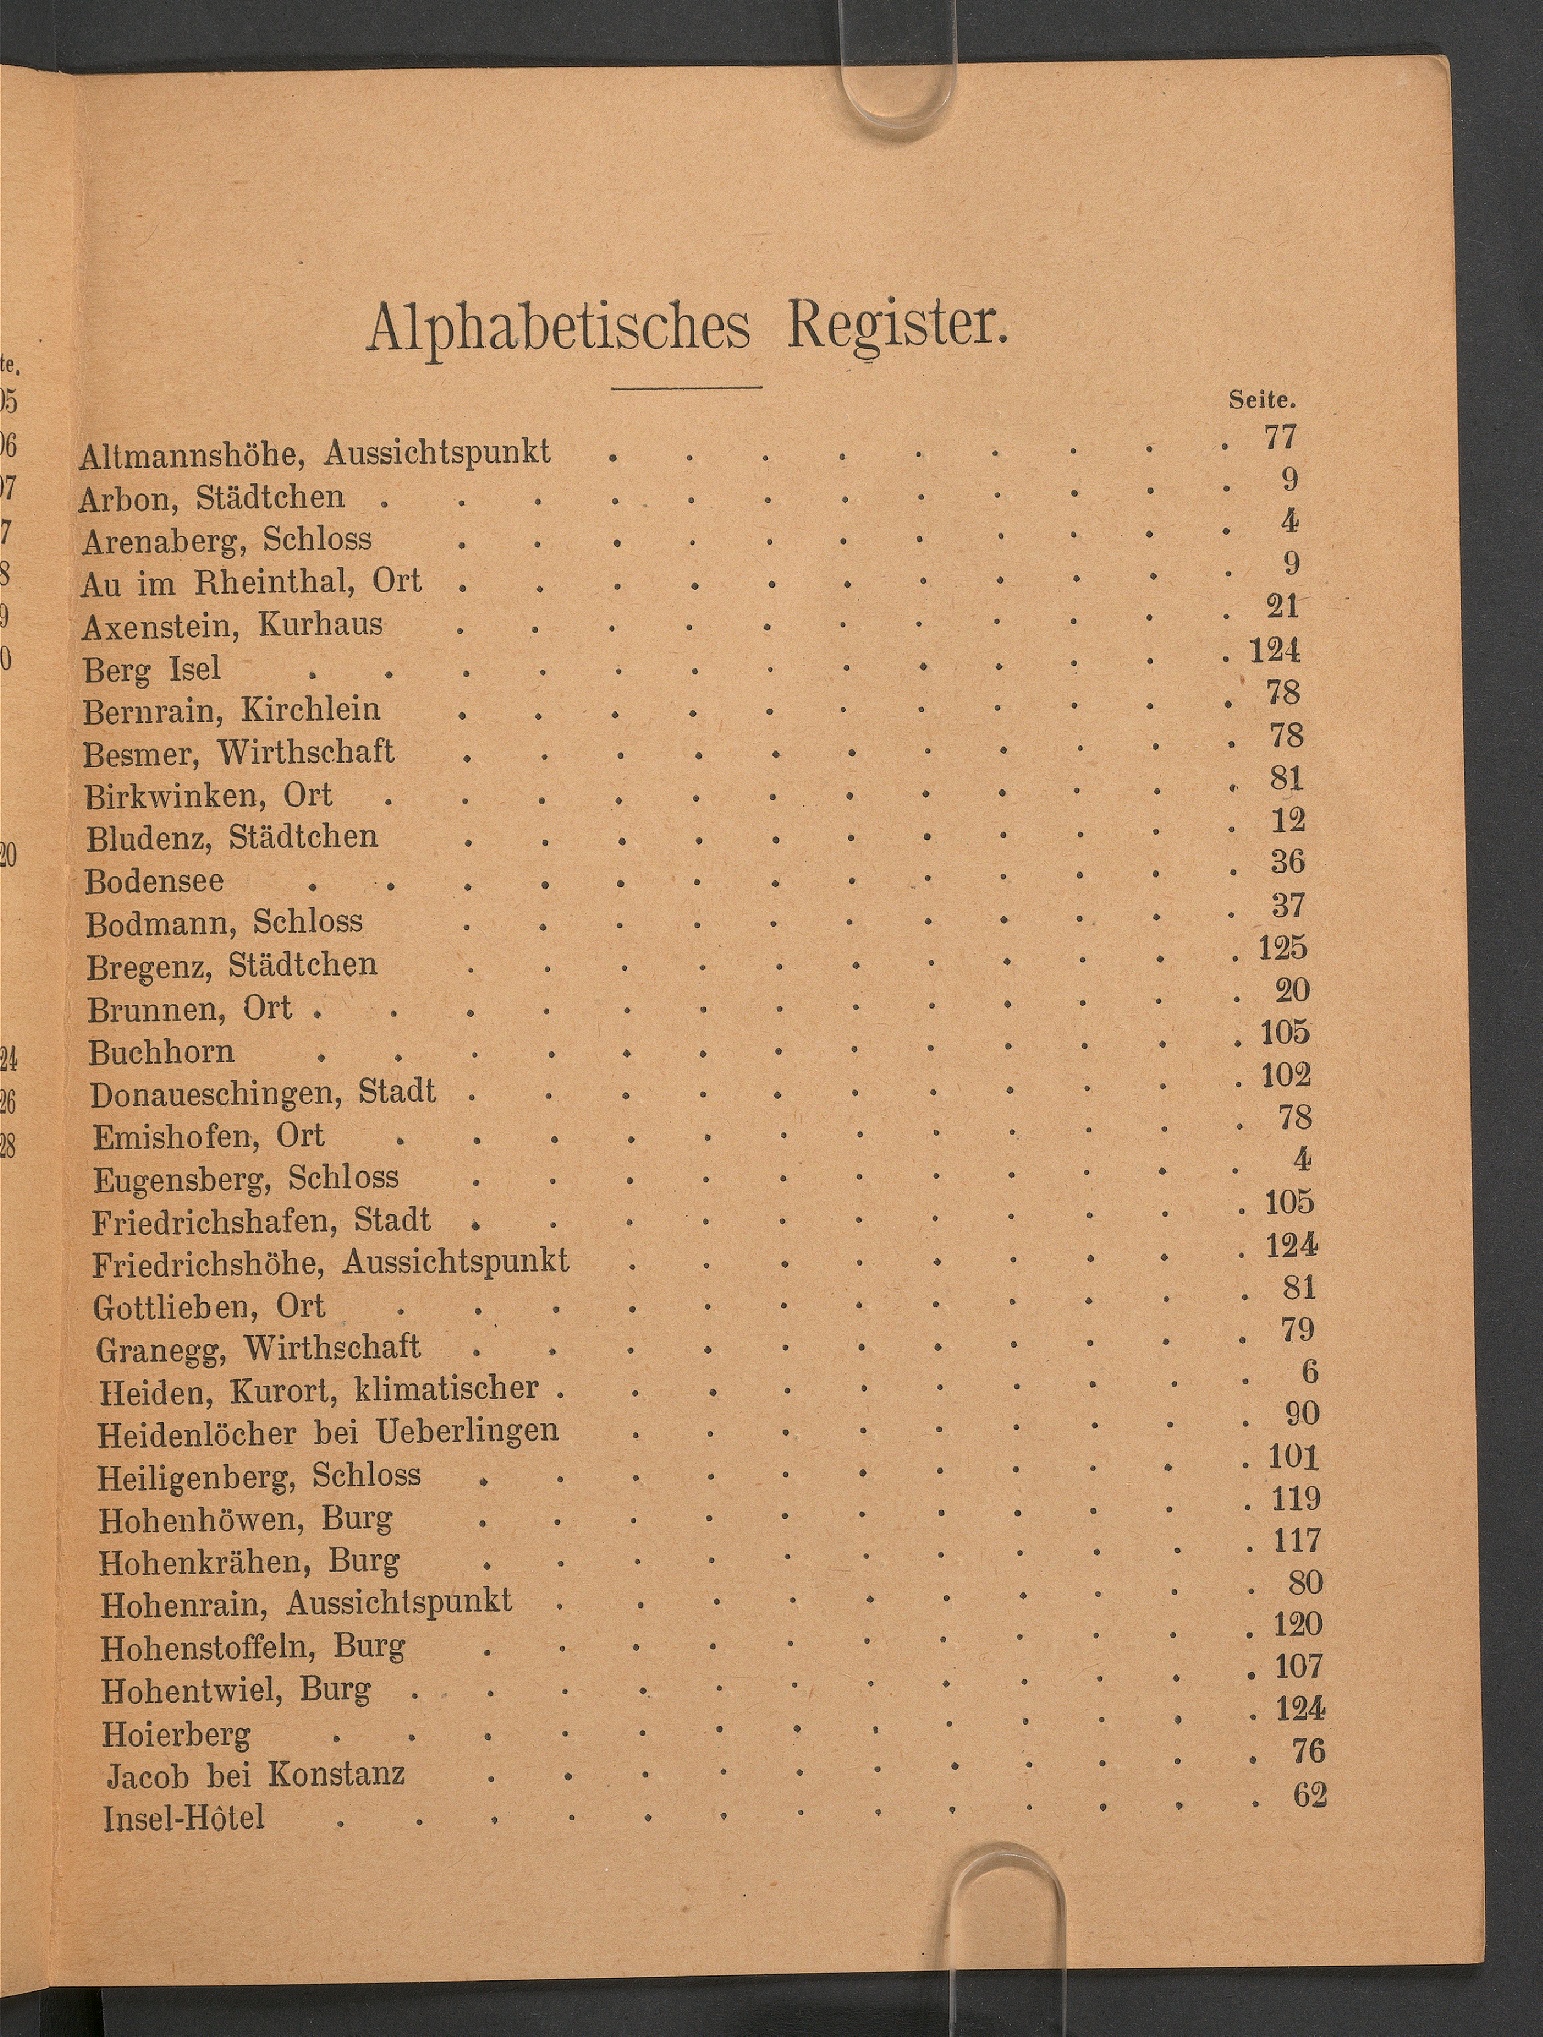 Alphabetisches Register.
Seite.
Altmannshöhe, Aussichtspunkt . . . . . . . . . 77
Arbon, Städtchen . . . . . . . . . . . . 9
Arenaberg, Schloss . . . . . . . . . . . 4
Au im Rheinthal, Ort . . . . . . . . . . . 9
Axenstein, Kurhaus . . . . . . . . . . . 21
Berg Isel . . . . . . . . . . . . . 124
Bernrain, Kirchlein . . . . . . . . . . . 78
Besmer, Wirthschaft . . . . . . . . . . . 78
Birkwinken, Ort . . . . . . . . . . . . 81
Bludenz, Städtchen . . . . . . . . . . . 12
Bodensee . . . . . . . . . . . . . 36
Bodmann, Schloss . . . . . . . . . . . 37
Bregenz, Städtchen . . . . . . . . . . . 125
Brunnen, Ort . . . . . . . . . . . . . 20
Buchhorn . . . . . . . . . . . . . 105
Donaueschingen, Stadt . . . . . . . . . . . 102
Emishofen, Ort . . . . . . . . . . . . 78
Eugensberg, Schloss . . . . . . . . . . . 4
Friedrichshafen, Stadt . . . . . . . . . . . 105
Friedrichshöhe, Aussichtspunkt . . . . . . . . . 124
Gottlieben, Ort . . . . . . . . . . . . 81
Granegg, Wirthschaft . . . . . . . . . . . 79
Heiden, Kurort, klimatischer . . . . . . . . . . 6
Heidenlöcher bei Ueberlingen . . . . . . . . . 90
Heiligenberg, Schloss . . . . . . . . . . . 101
Hohenhöwen, Burg . . . . . . . . . . . 119
Hohenkrähen, Burg . . . . . . . . . . . 117
Hohenrain, Aussichtspunkt . . . . . . . . . . 80
Hohenstoffeln, Burg . . . . . . . . . . . 120
Hohentwiel, Burg . . . . . . . . . . . . 107
Hoierberg . . . . . . . . . . . . . 124
Jacob bei Konstanz . . . . . . . . . . . 76
Insel-Hôtel . . . . . . . . . . . . . 62